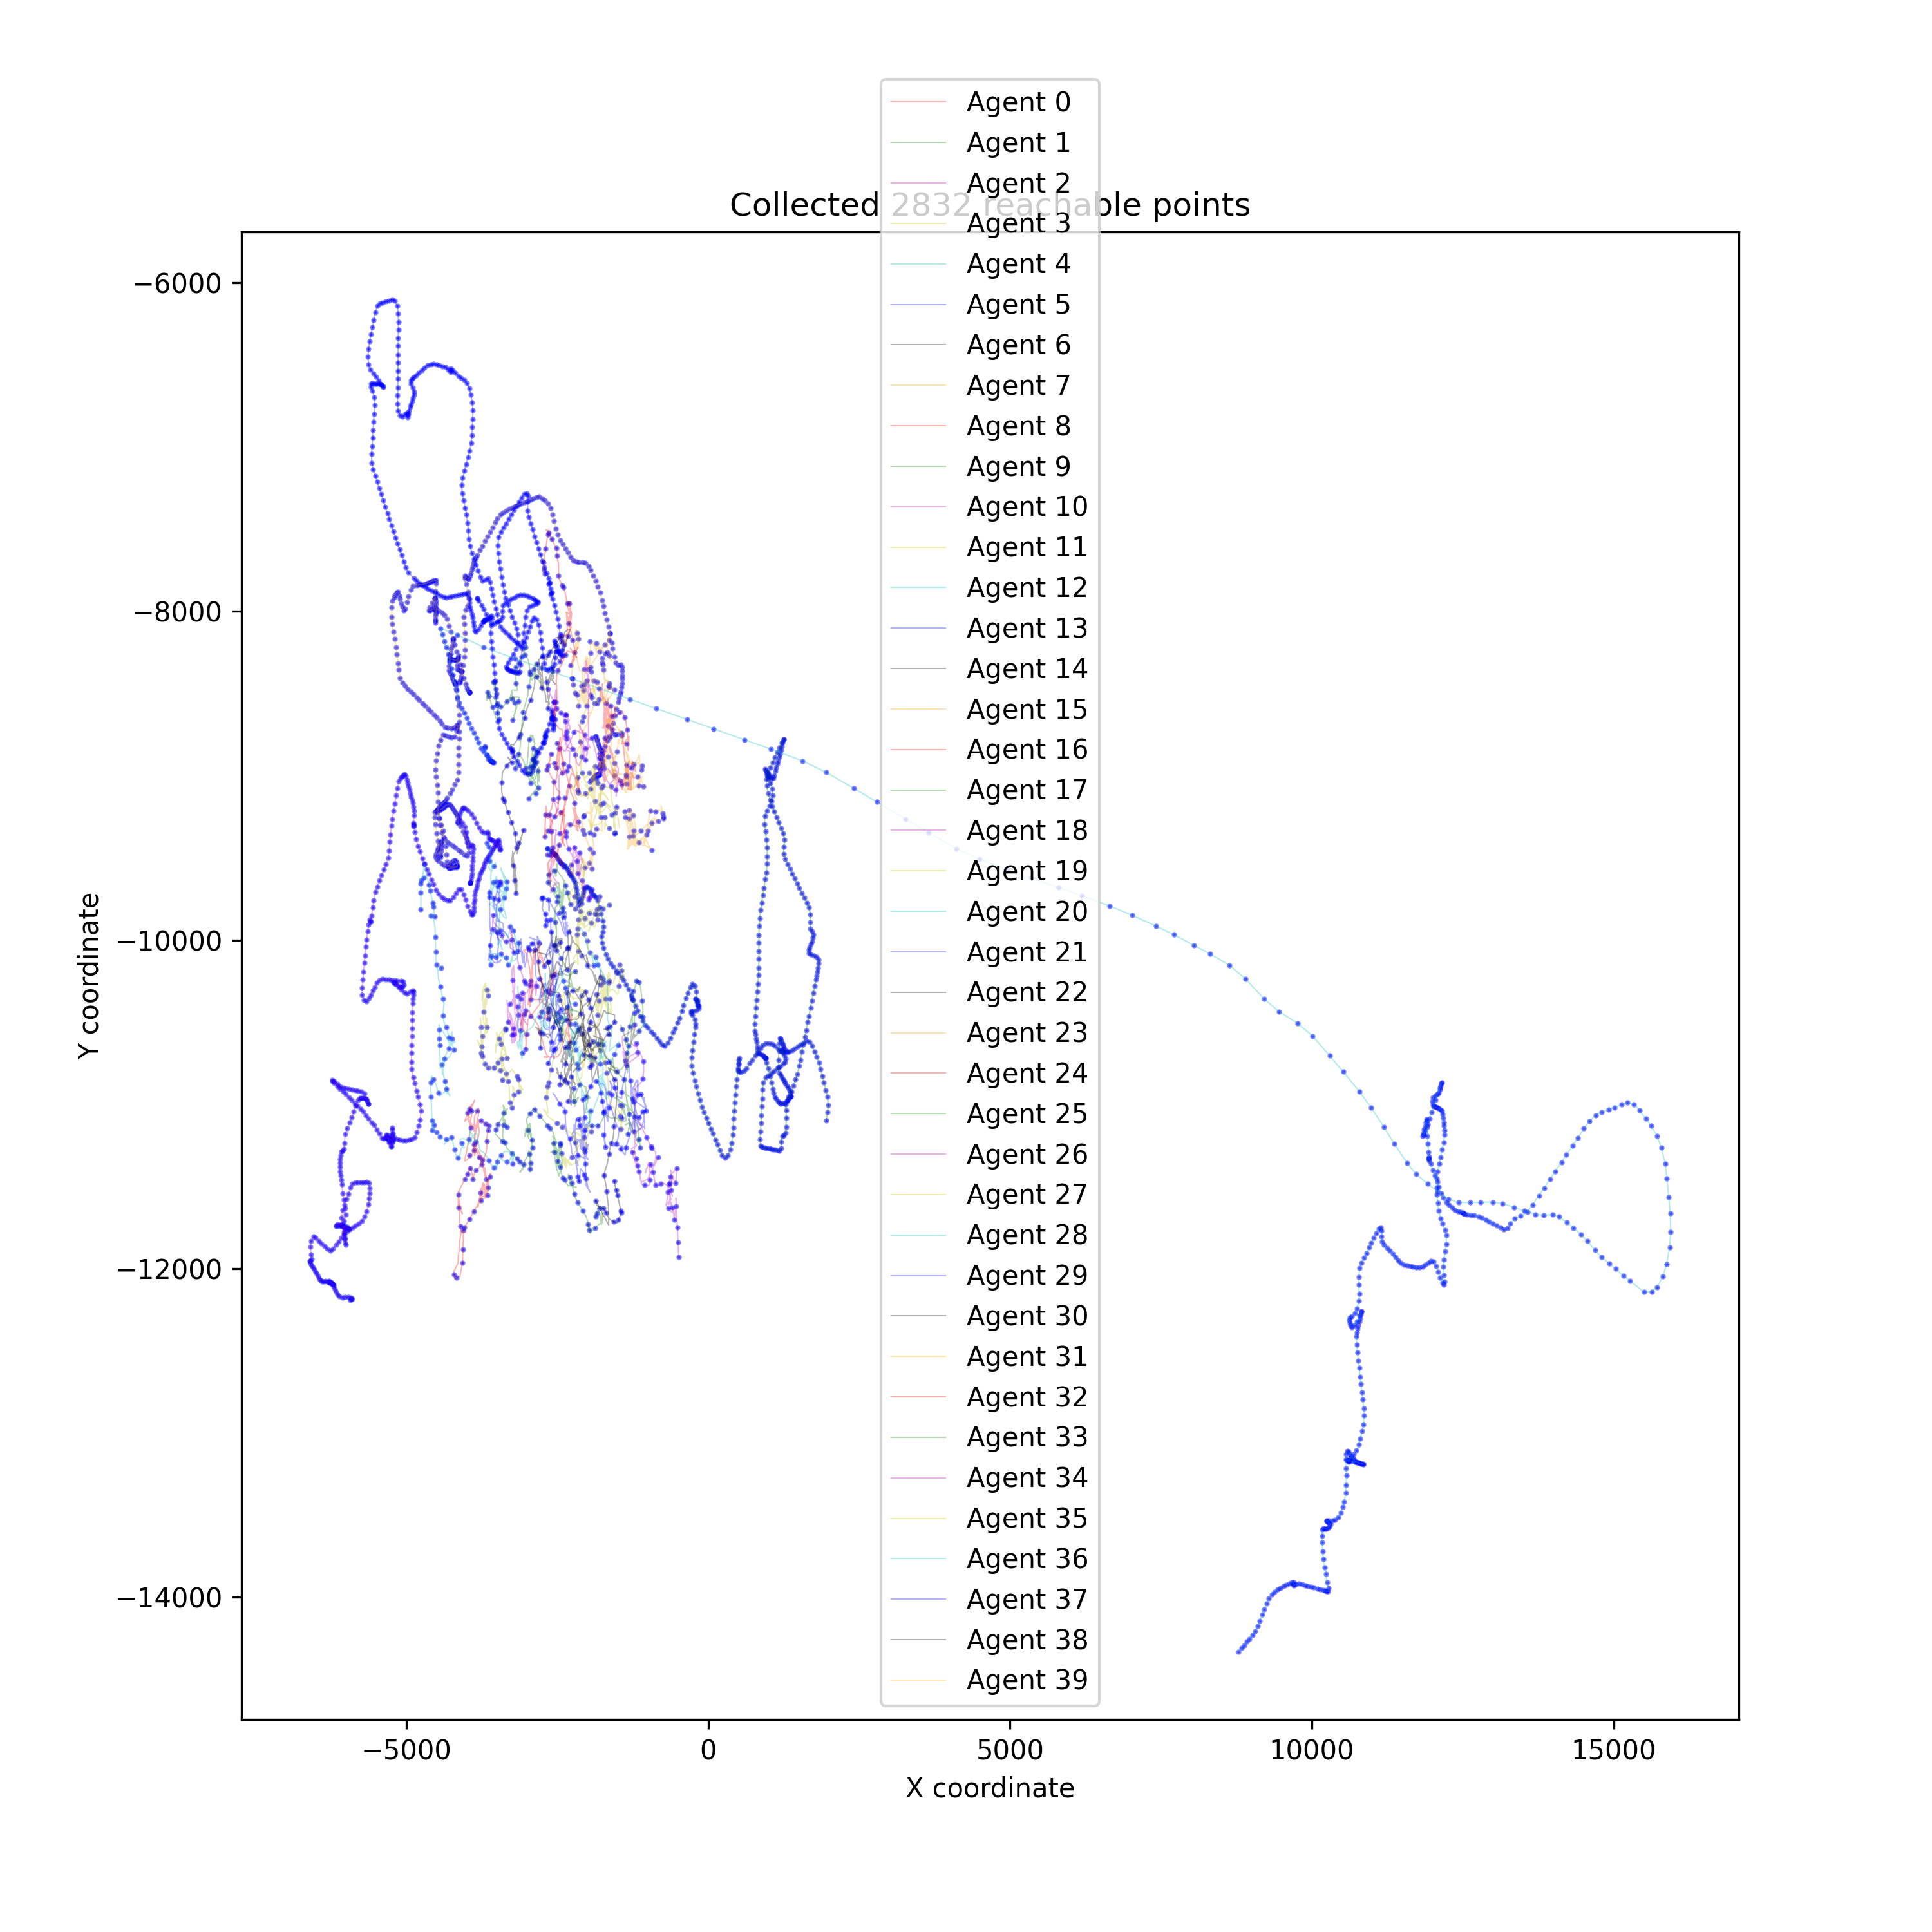 Collected 2832 reachable points
Agent 0
Agent 1
Agent 2
Agent 3
Agent 4
Agent 5
Agent 6
Agent 7
Agent 8
Agent 9
Agent 10
Agent 11
Agent 12
Agent 13
Agent 14
Agent 15
Agent 16
Agent 17
Agent 18
Agent 19
Agent 20
Agent 21
Agent 22
Agent 23
Agent 24
Agent 25
Agent 26
Agent 27
Agent 28
Agent 29
Agent 30
Agent 31
Agent 32
Agent 33
Agent 34
Agent 35
Agent 36
Agent 37
Agent 38
Agent 39
Y coordinate
−6000
−8000
−10000
−12000
−14000
−5000
0
5000
10000
15000
X coordinate